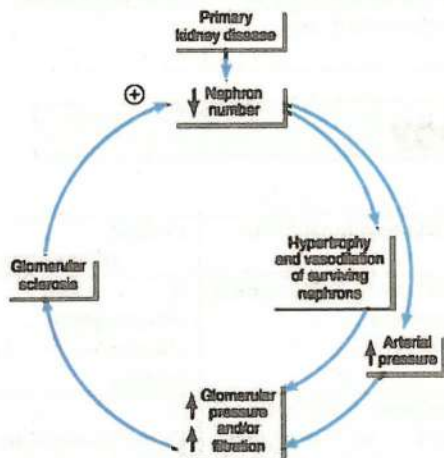 Primary
kidney disease
↓ Nephron
number
+
Hypertrophy
and vasodilation
of surviving
nephrons
Glomerular
sclerosis
↑ Arterial
pressure
↑ Glomerular
pressure
and/or
↑ filtration